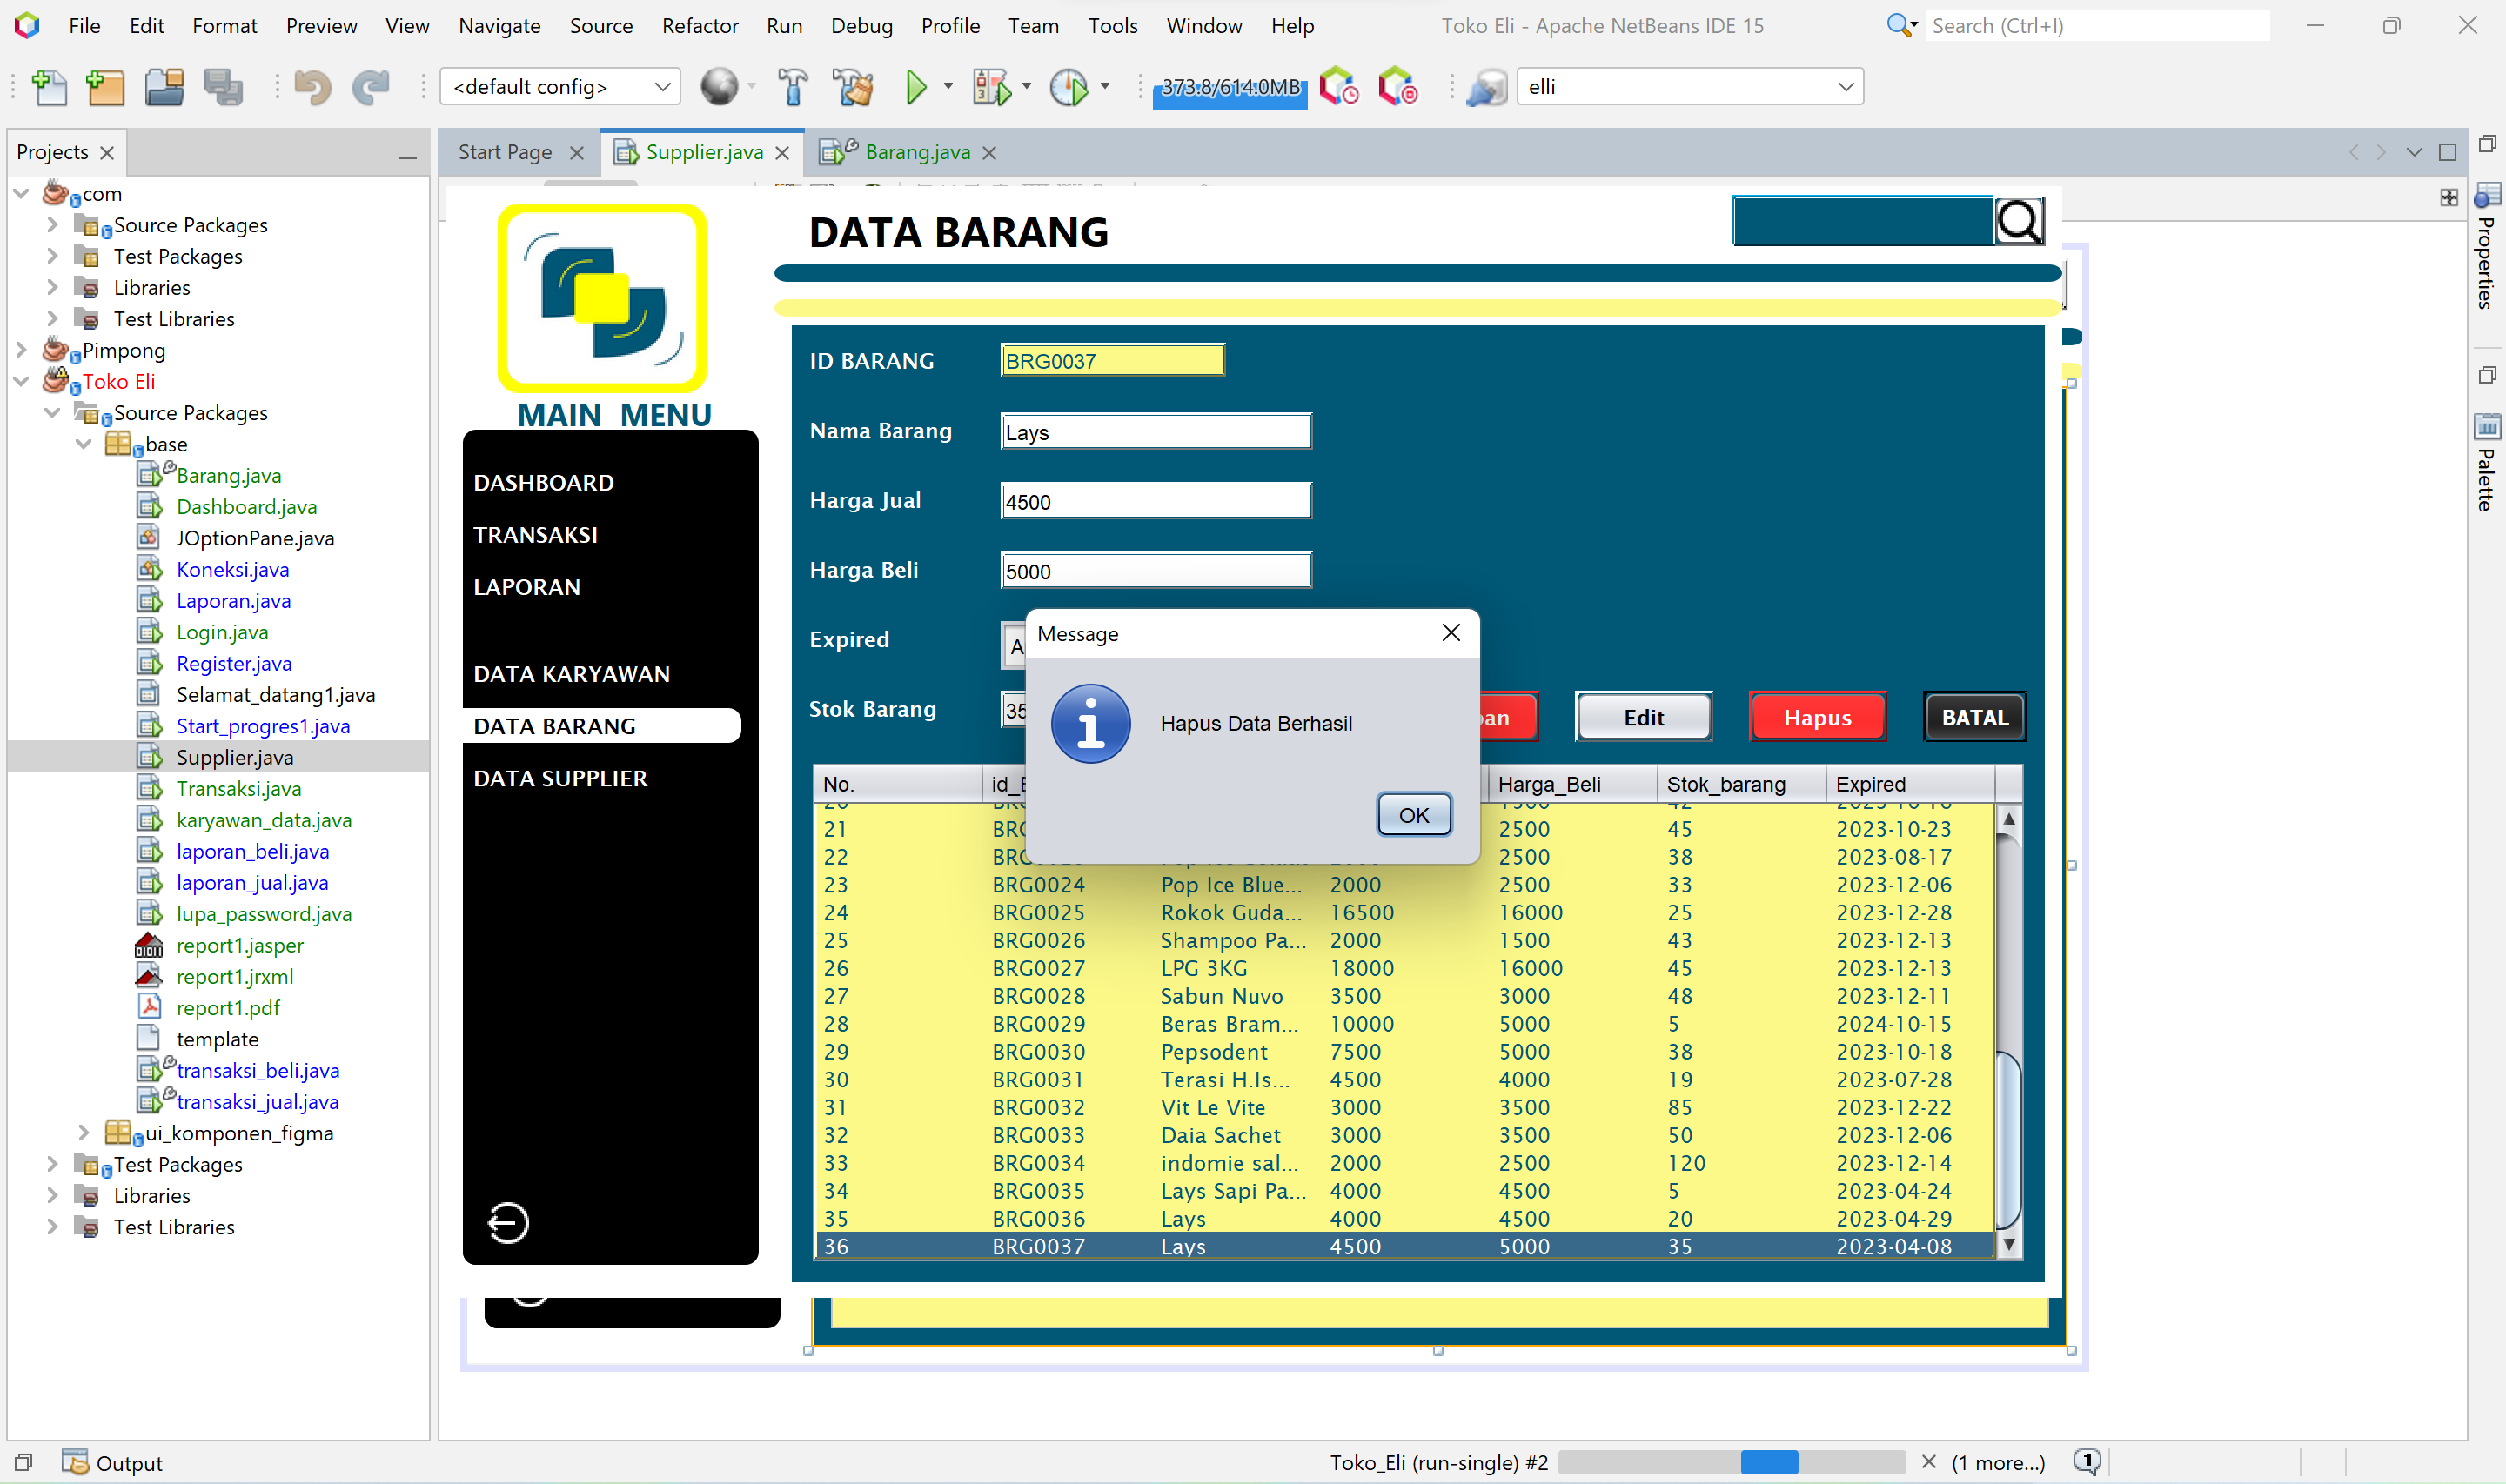 File Edit Format Preview View Navigate Source Refactor Run Debug Profile Team Tools Window Help
Toko Eli - Apache NetBeans IDE 15
Search (Ctrl+I)
<default config>
373.8/614.0MB
elli
Projects
Start Page
Supplier.java
Barang.java
com
Source Packages
Test Packages
Libraries
Test Libraries
Pimpong
Toko Eli
Source Packages
base
Barang.java
Dashboard.java
JOptionPane.java
Koneksi.java
Laporan.java
Login.java
Register.java
Selamat_datang1.java
Start_progres1.java
Supplier.java
Transaksi.java
karyawan_data.java
laporan_beli.java
laporan_jual.java
lupa_password.java
report1.jasper
report1.jrxml
report1.pdf
template
transaksi_beli.java
transaksi_jual.java
ui_komponen_figma
Test Packages
Libraries
Test Libraries
MAIN MENU
DASHBOARD
TRANSAKSI
LAPORAN
DATA KARYAWAN
DATA BARANG
DATA SUPPLIER
DATA BARANG
ID BARANG BRG0037
Nama Barang Lays
Harga Jual 4500
Harga Beli 5000
Expired
Stok Barang 35
Edit Hapus BATAL
Message
Hapus Data Berhasil
OK
No. Harga_Beli Stok_barang Expired
21 2500 45 2023-10-23
22 2500 38 2023-08-17
23 BRG0024 Pop Ice Blue... 2000 2500 33 2023-12-06
24 BRG0025 Rokok Guda... 16500 16000 25 2023-12-28
25 BRG0026 Shampoo Pa... 2000 1500 43 2023-12-13
26 BRG0027 LPG 3KG 18000 16000 45 2023-12-13
27 BRG0028 Sabun Nuvo 3500 3000 48 2023-12-11
28 BRG0029 Beras Bram... 10000 5000 5 2024-10-15
29 BRG0030 Pepsodent 7500 5000 38 2023-10-18
30 BRG0031 Terasi H.Is... 4500 4000 19 2023-07-28
31 BRG0032 Vit Le Vite 3000 3500 85 2023-12-22
32 BRG0033 Daia Sachet 3000 3500 50 2023-12-06
33 BRG0034 indomie sal... 2000 2500 120 2023-12-14
34 BRG0035 Lays Sapi Pa... 4000 4500 5 2023-04-24
35 BRG0036 Lays 4000 4500 20 2023-04-29
36 BRG0037 Lays 4500 5000 35 2023-04-08
Properties
Palette
Output
Toko_Eli (run-single) #2
(1 more...)
1